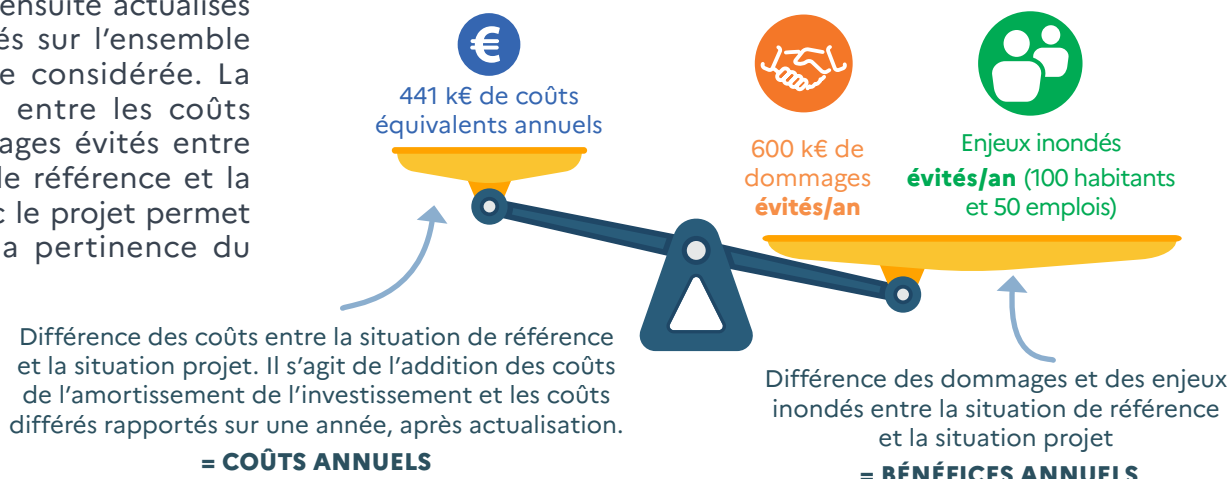 ensuite actualisés
és sur l'ensemble
e considérée. La
entre les coûts
ages évités entre
de référence et la
c le projet permet
a pertinence du
€
441 k€ de coûts
équivalents annuels
600 k€ de
dommages
évités/an
Enjeux inondés
évités/an (100 habitants
et 50 emplois)
Différence des coûts entre la situation de référence
et la situation projet. Il s'agit de l'addition des coûts
de l'amortissement de l'investissement et les coûts
différés rapportés sur une année, après actualisation.
= COÛTS ANNUELS
Différence des dommages et des enjeux
inondés entre la situation de référence
et la situation projet
= BÉNÉFICES ANNUELS